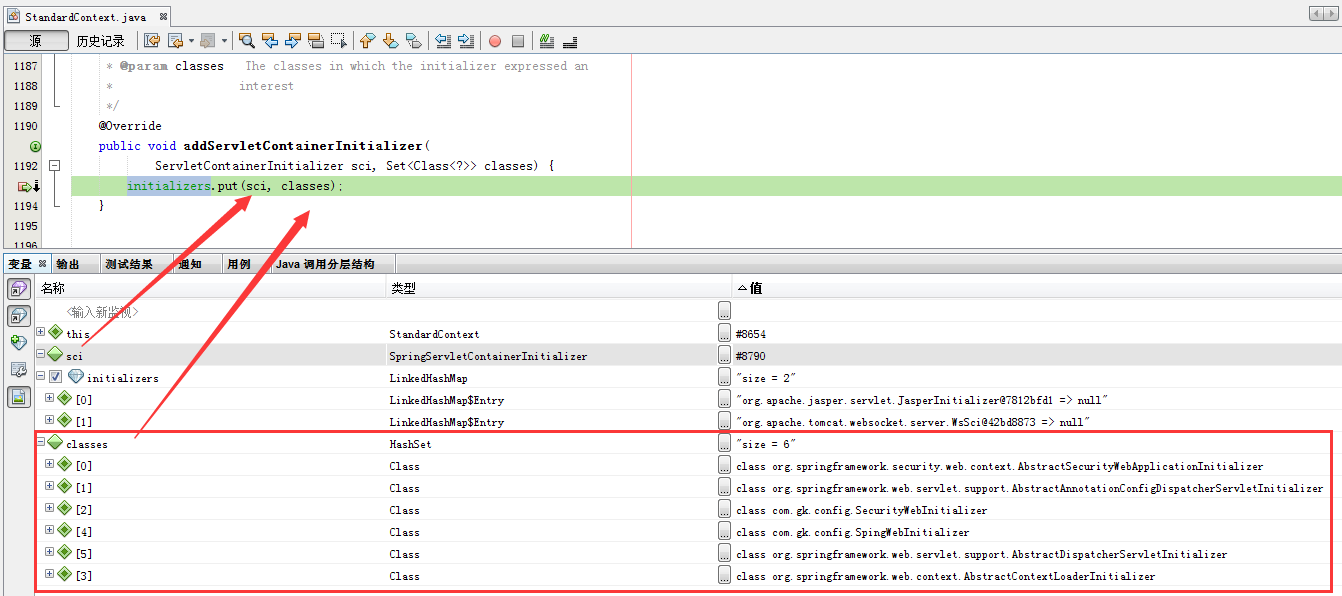 StandardContext.java
源 历史记录
1187 * @param classes The classes in which the initializer expressed an
1188 * interest
1189 */
1190 @Override
public void addServletContainerInitializer(
1192 ServletContainerInitializer sci, Set<Class<?>> classes) {
initializers.put(sci, classes);
1194 }
1195
1196
变量 输出 测试结果 通知 用例 Java 调用分层结构
名称 类型 值
<输入新监视>
this StandardContext #8654
sci SpringServletContainerInitializer #8790
initializers LinkedHashMap "size = 2"
[0] LinkedHashMap$Entry "org.apache.jasper.servlet.JasperInitializer@7812bfd1 => null"
[1] LinkedHashMap$Entry "org.apache.tomcat.websocket.server.WsSci@42bd8873 => null"
classes HashSet "size = 6"
[0] Class class org.springframework.security.web.context.AbstractSecurityWebApplicationInitializer
[1] Class class org.springframework.web.servlet.support.AbstractAnnotationConfigDispatcherServletInitializer
[2] Class class com.gk.config.SecurityWebInitializer
[4] Class class com.gk.config.SpingWebInitializer
[5] Class class org.springframework.web.servlet.support.AbstractDispatcherServletInitializer
[3] Class class org.springframework.web.context.AbstractContextLoaderInitializer